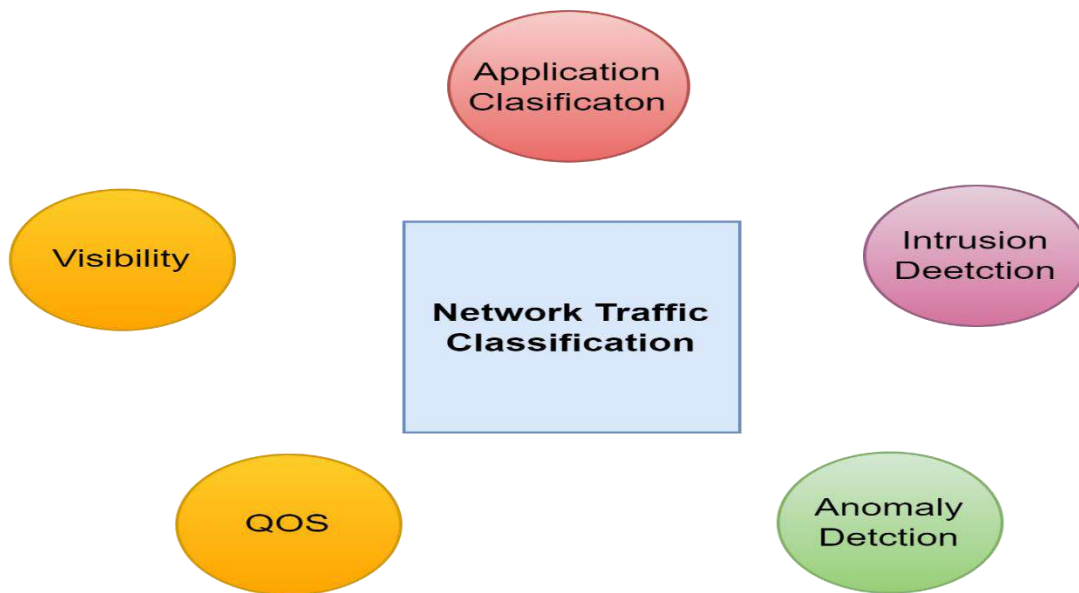 Application
Clasificaton
Visibility
Intrusion
Deetction
Network Traffic
Classification
QOS
Anomaly
Detction